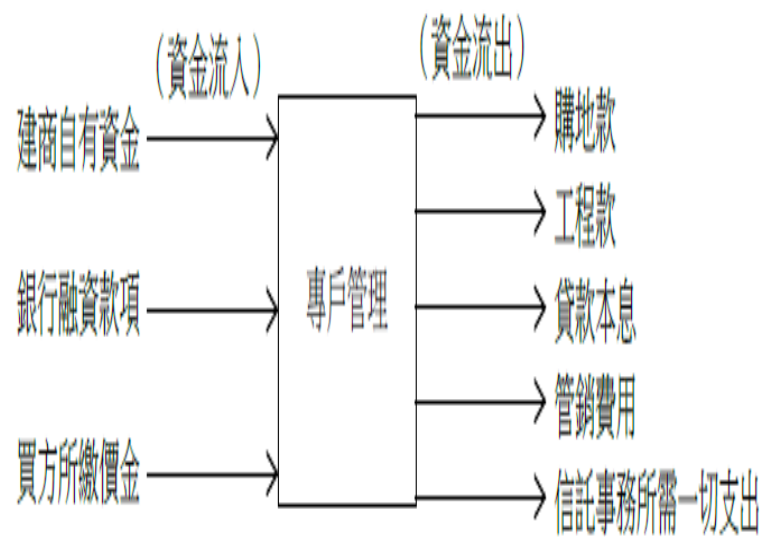 （資金流入）
（資金流出）
建商自有資金
銀行融資款項
買方所繳價金
專戶管理
購地款
工程款
貸款本息
管銷費用
信託事務所需一切支出